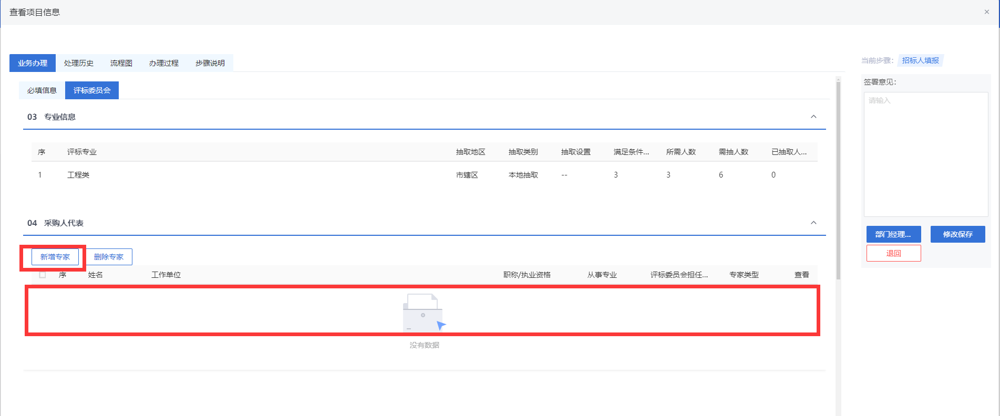 查看项目信息
业务办理 处理历史 流程图 办理过程 步骤说明
当前步骤： 招标人填报
必填信息 评标委员会
签署意见：
请输入
03 专业信息
序 评标专业 抽取地区 抽取类别 抽取设置 满足条件... 所需人数 需抽人数 已抽取人...
1 工程类 市辖区 本地抽取 -- 3 3 6 0
04 采购人代表
部门经理... 修改保存
退回
新增专家 删除专家
序 姓名 工作单位 职称/执业资格 从事专业 评标委员会担任... 专家类型 查看
没有数据